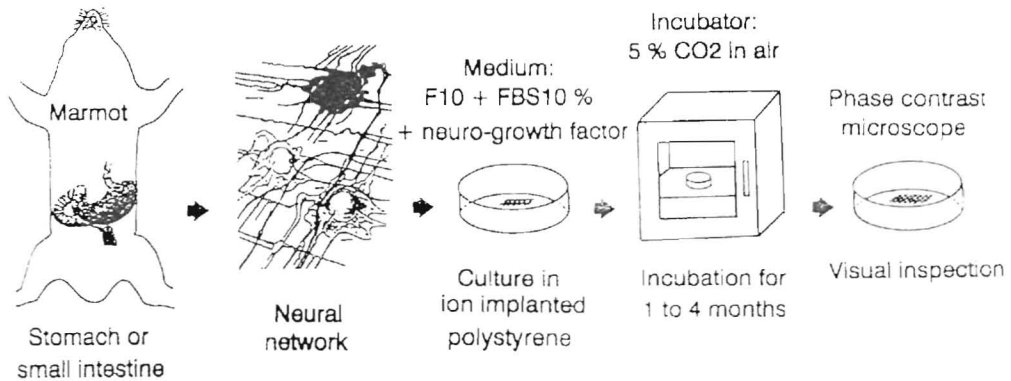 Marmot
Stomach or
small intestine
Neural
network
Medium:
F10 + FBS10 %
+ neuro-growth factor
Culture in
ion implanted
polystyrene
Incubator:
5 % CO2 in air
Incubation for
1 to 4 months
Phase contrast
microscope
Visual inspection